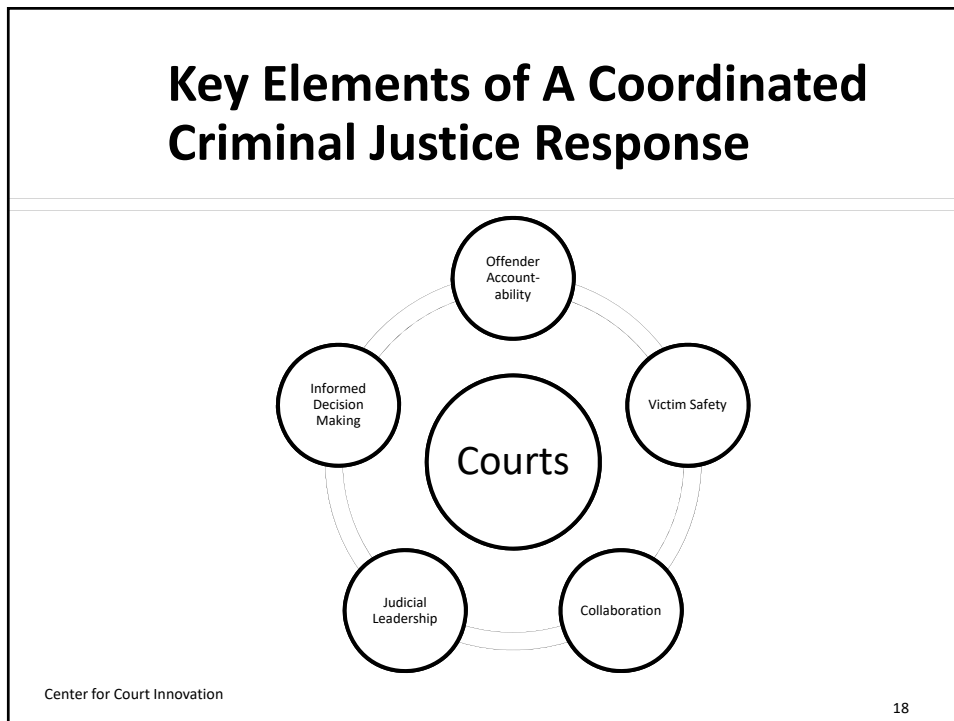 Key Elements of A Coordinated
Criminal Justice Response
Offender
Account-
ability
Informed
Decision
Making
Victim Safety
Courts
Judicial
Leadership
Collaboration
Center for Court Innovation
18